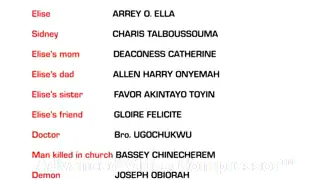 Elise ARREY O. ELLA
Sidney CHARIS TALBOUSSOUMA
Elise's mom DEACONESS CATHERINE
Elise's dad ALLEN HARRY ONYEMAH
Elise's sister FAVOR AKINTAYO TOYIN
Elise's friend GLOIRE FELICITE
Doctor Bro. UGOCHUKWU
Man killed in church BASSEY CHINECHEREM
Demon JOSEPH OBIORAH